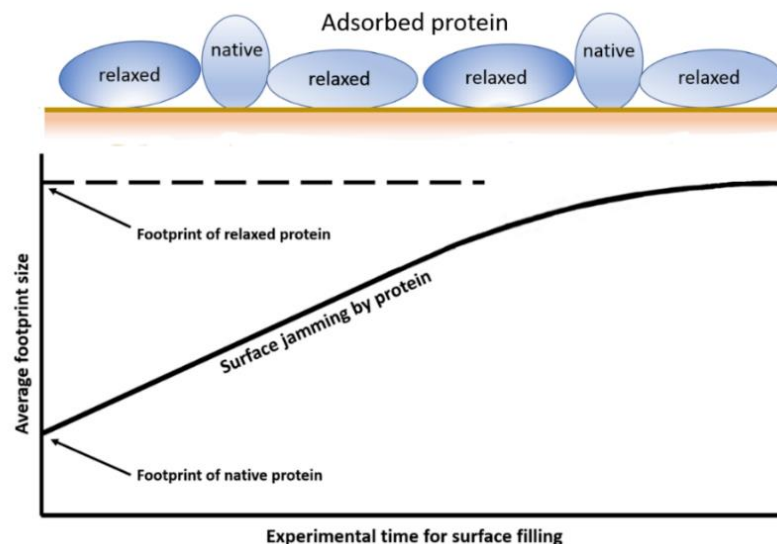 Adsorbed protein
relaxed
native
relaxed
relaxed
native
relaxed
Footprint of relaxed protein
Surface jamming by protein
Footprint of native protein
Average footprint size
Experimental time for surface filling